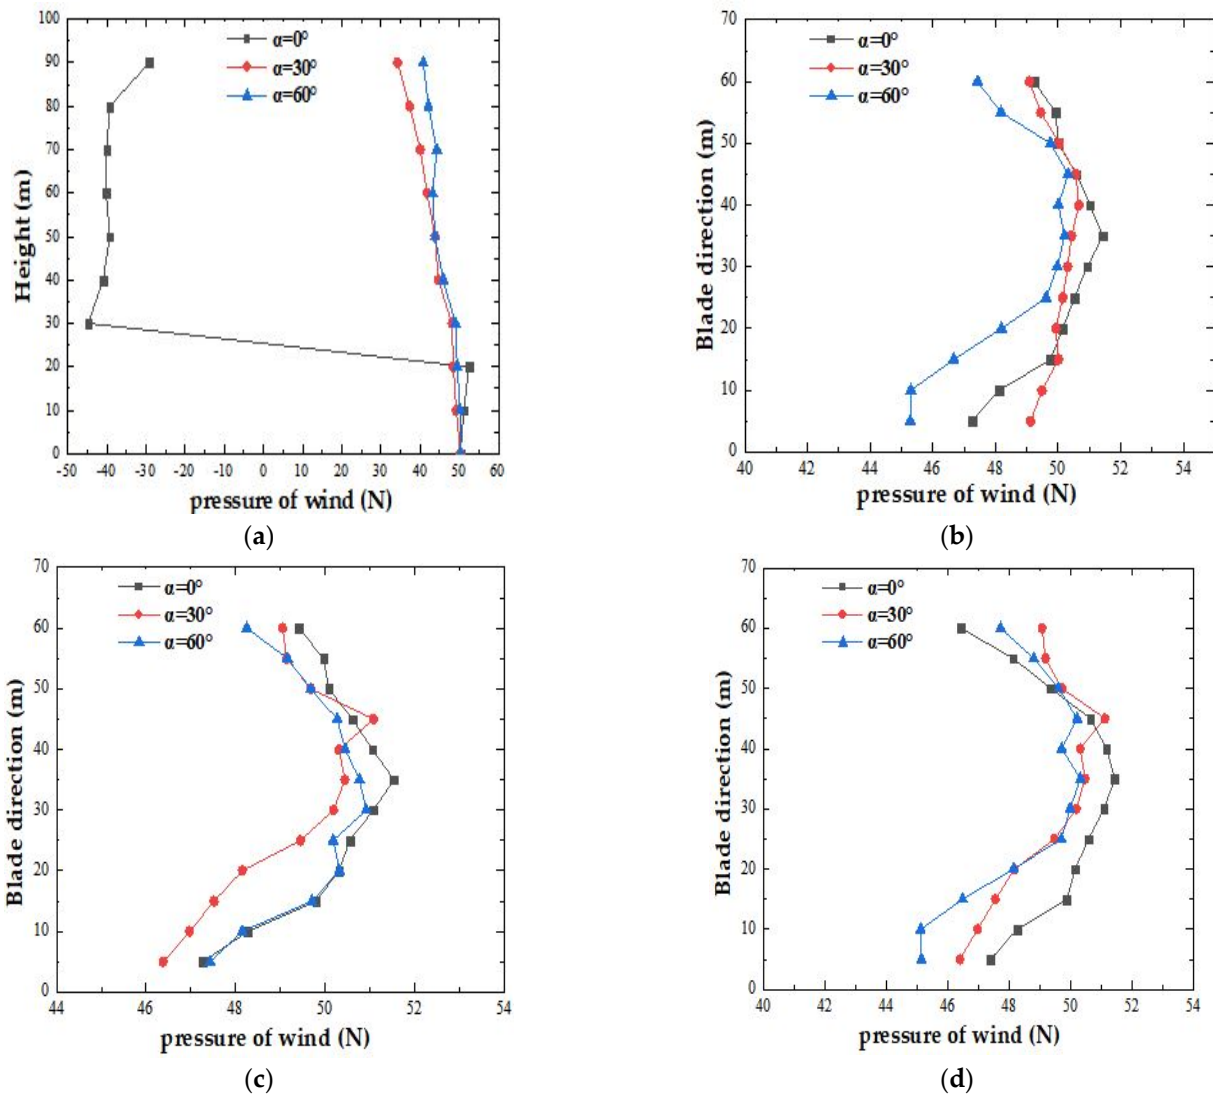 100
90
80
70
60
50
40
30
20
10
0
Height (m)
α=0°
α=30°
α=60°
-50 -40 -30 -20 -10 0 10 20 30 40 50 60
pressure of wind (N)
(a)
70
60
50
40
30
20
10
0
Blade direction (m)
α=0°
α=30°
α=60°
40 42 44 46 48 50 52 54
pressure of wind (N)
(b)
70
60
50
40
30
20
10
0
Blade direction (m)
α=0°
α=30°
α=60°
44 46 48 50 52 54
pressure of wind (N)
(c)
70
60
50
40
30
20
10
0
Blade direction (m)
α=0°
α=30°
α=60°
40 42 44 46 48 50 52 54
pressure of wind (N)
(d)